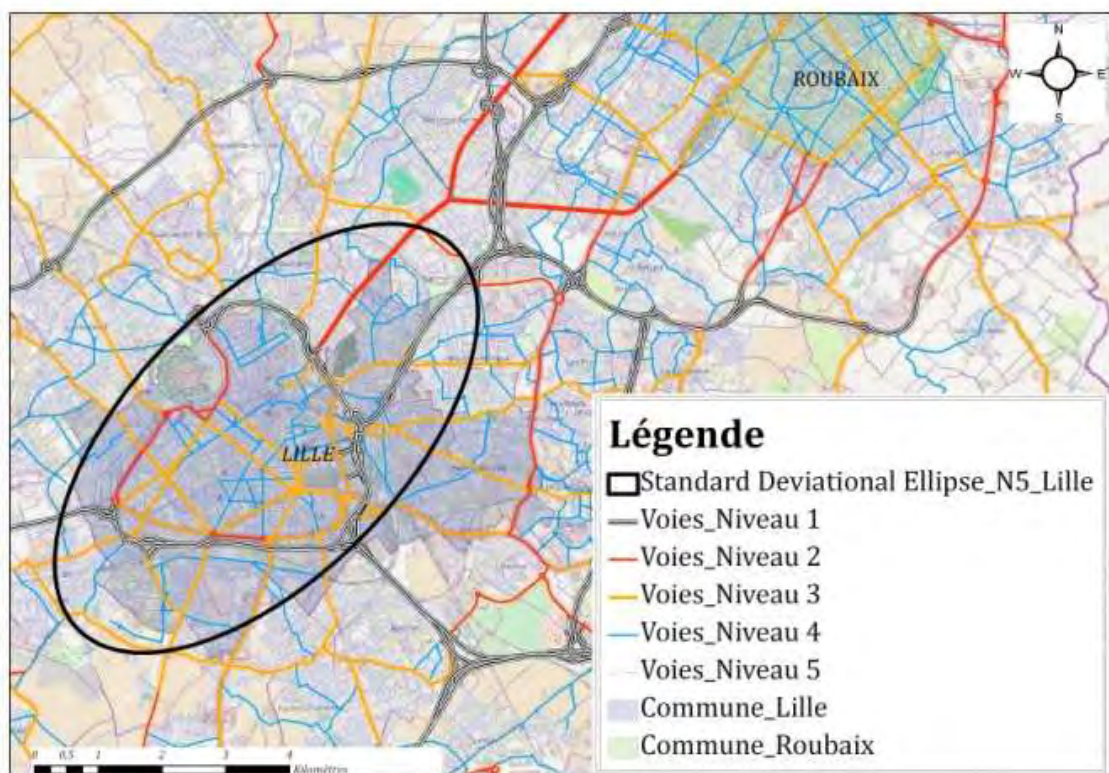 ROUBAIX
N
W E
S
LILLE
Légende
Standard Deviational Ellipse_N5_Lille
Voies_Niveau 1
Voies_Niveau 2
Voies_Niveau 3
Voies_Niveau 4
Voies_Niveau 5
Commune_Lille
Commune_Roubaix
0 0,5 1 2 3 4
Kilomètres